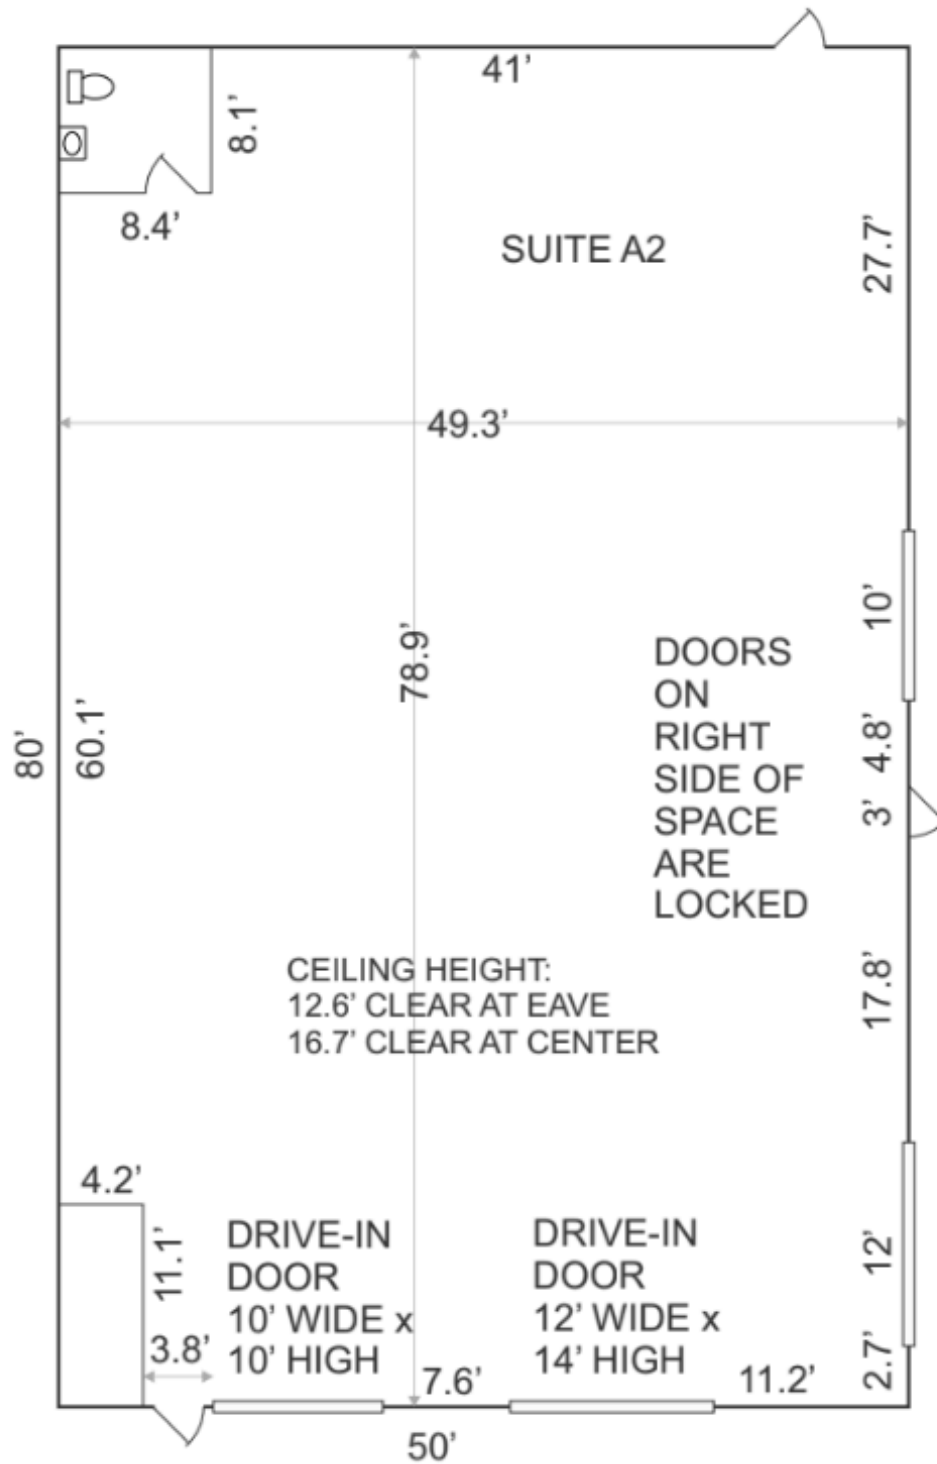 41’
8.1’
8.4’
SUITE A2
27.7’
49.3’
10’
78.9’
DOORS
ON
RIGHT
SIDE OF
SPACE
ARE
LOCKED
4.8’
3’
80’
60.1’
17.8’
CEILING HEIGHT:
12.6’ CLEAR AT EAVE
16.7’ CLEAR AT CENTER
4.2’
11.1’
3.8’
DRIVE-IN
DOOR
10’ WIDE x
10’ HIGH
7.6’
DRIVE-IN
DOOR
12’ WIDE x
14’ HIGH
11.2’
12’
2.7’
50’